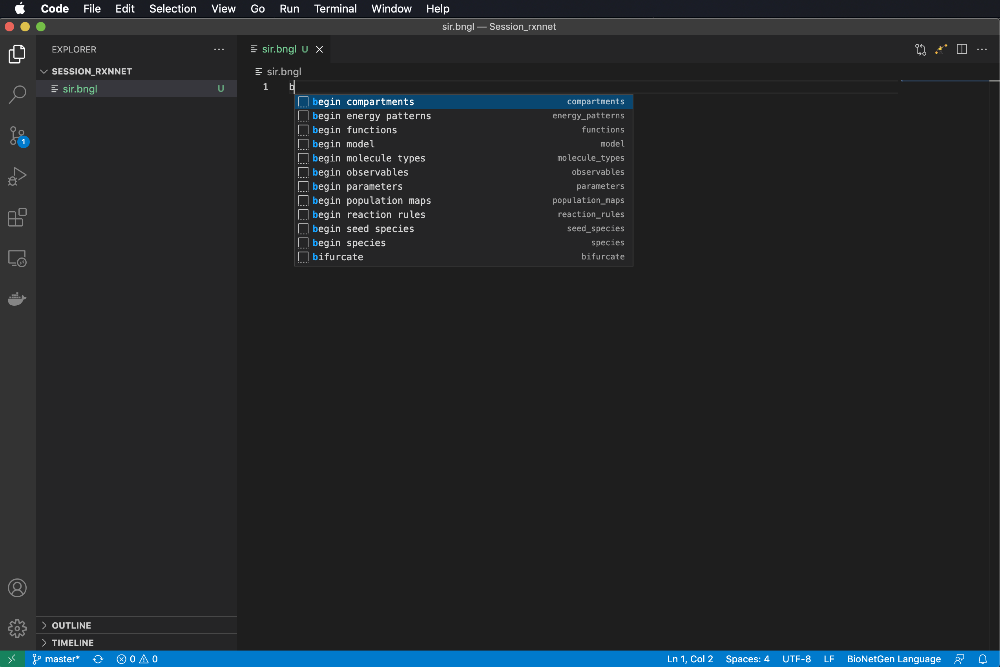 Code File Edit Selection View Go Run Terminal Window Help
sir.bngl — Session_rxnnet
EXPLORER
sir.bngl U
SESSION_RXNNET
sir.bngl
sir.bngl U
1 b
begin compartments compartments
begin energy patterns energy_patterns
begin functions functions
begin model model
begin molecule types molecule_types
begin observables observables
begin parameters parameters
begin population maps population_maps
begin reaction rules reaction_rules
begin seed species seed_species
begin species species
bifurcate bifurcate
1
OUTLINE
TIMELINE
master* 0 0 Ln 1, Col 2 Spaces: 4 UTF-8 LF BioNetGen Language